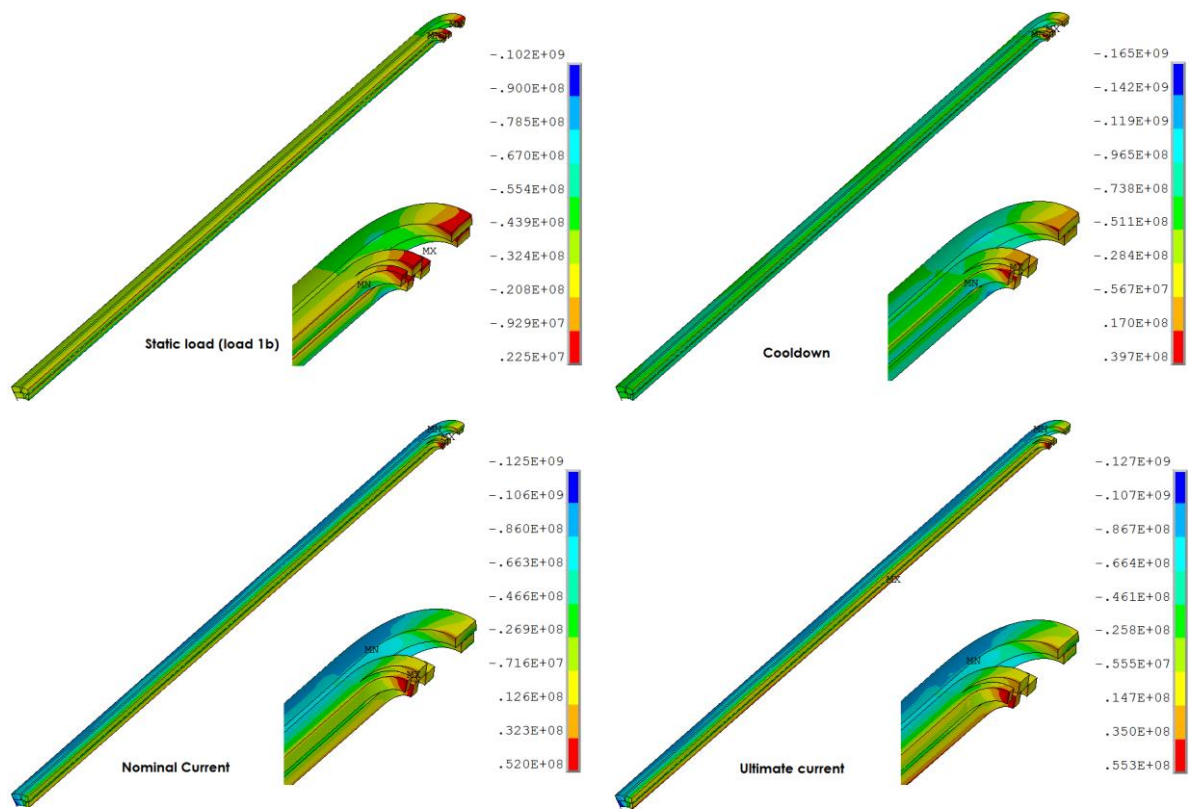 -.102E+09
-.900E+08
-.785E+08
-.670E+08
-.554E+08
-.439E+08
-.324E+08
-.208E+08
-.929E+07
.225E+07
MX
MN
Static load (load 1b)
-.165E+09
-.142E+09
-.119E+09
-.965E+08
-.738E+08
-.511E+08
-.284E+08
-.567E+07
.170E+08
.397E+08
MX
MN
Cooldown
MN
-.125E+09
-.106E+09
-.860E+08
-.663E+08
-.466E+08
-.269E+08
-.716E+07
.126E+08
.323E+08
.520E+08
MN
MX
Nominal Current
MN
-.127E+09
-.107E+09
-.867E+08
-.664E+08
-.461E+08
-.258E+08
-.555E+07
.147E+08
.350E+08
.553E+08
MX
MN
Ultimate current